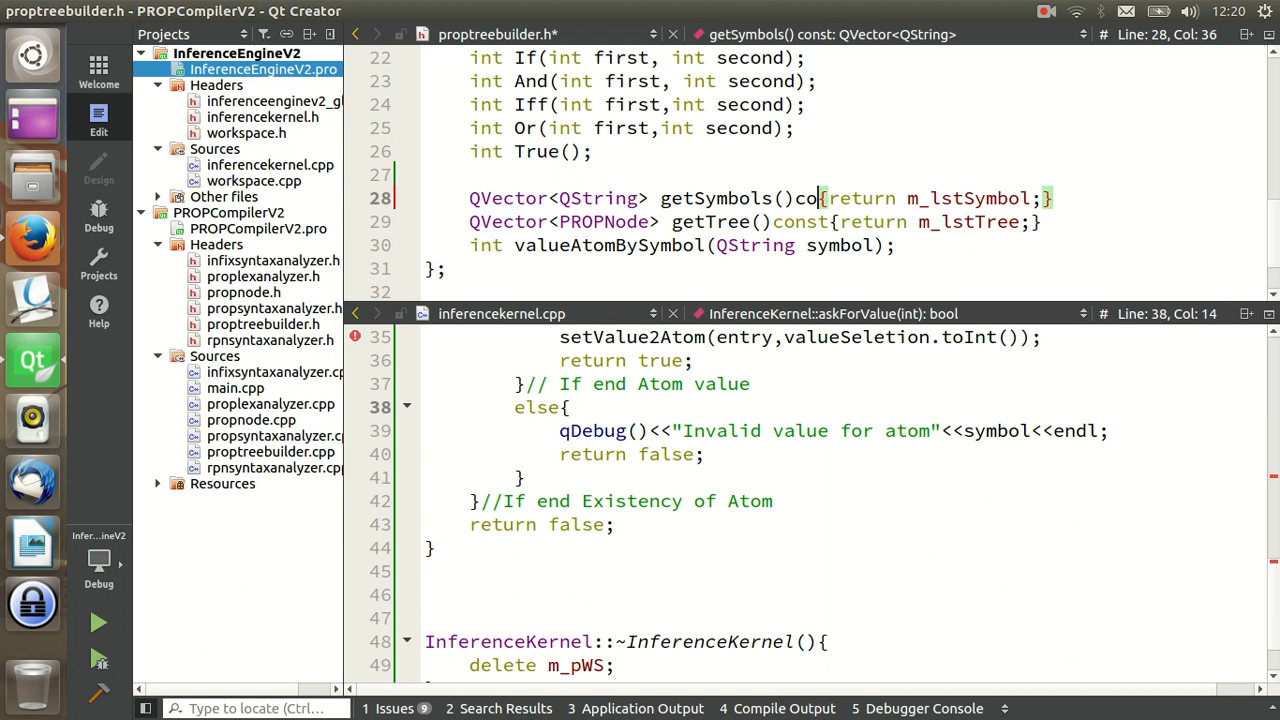 proptreebuilder.h - PROPCompilerV2 - Qt Creator
12:20
Welcome
Edit
Design
Debug
Projects
Help
Infer...ineV2
Debug
Projects
InferenceEngineV2
InferenceEngineV2.pro
Headers
inferenceenginev2_gl
inferencekernel.h
workspace.h
Sources
inferencekernel.cpp
workspace.cpp
Other files
PROPCompilerV2
PROPCompilerV2.pro
Headers
infixsyntaxanalyzer.h
proplexanalyzer.h
propnode.h
propsyntaxanalyzer.h
proptreebuilder.h
rpnsyntaxanalyzer.h
Sources
infixsyntaxanalyzer.cp
main.cpp
proplexanalyzer.cpp
propnode.cpp
propsyntaxanalyzer.cp
proptreebuilder.cpp
rpnsyntaxanalyzer.cpp
Resources
proptreebuilder.h*
getSymbols() const: QVector<QString>
# Line: 28, Col: 36
22 int If(int first, int second);
23 int And(int first, int second);
24 int Iff(int first,int second);
25 int Or(int first,int second);
26 int True();
27
28 QVector<QString> getSymbols()co{return m_lstSymbol;}
29 QVector<PROPNode> getTree()const{return m_lstTree;}
30 int valueAtomBySymbol(QString symbol);
31 };
32
inferencekernel.cpp
InferenceKernel::askForValue(int): bool
# Line: 38, Col: 14
35 setValue2Atom(entry,valueSeletion.toInt());
36 return true;
37 }// If end Atom value
38 else{
39 qDebug()<<"Invalid value for atom"<<symbol<<endl;
40 return false;
41 }
42 }//If end Existency of Atom
43 return false;
44 }
45
46
47
48 InferenceKernel::~InferenceKernel(){
49 delete m_pWS;
Type to locate (Ctrl...
1 Issues 9
2 Search Results
3 Application Output
4 Compile Output
5 Debugger Console